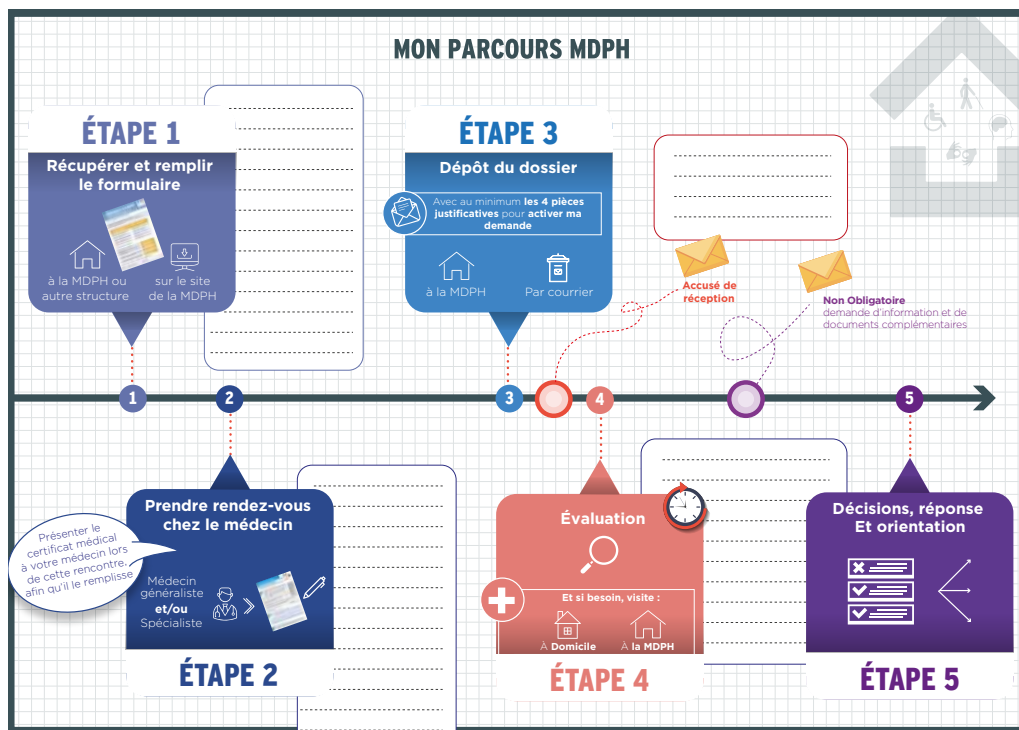 MON PARCOURS MDPH
ÉTAPE 1
Récupérer et remplir
le formulaire
à la MDPH ou
autre structure
sur le site
de la MDPH
ÉTAPE 3
Dépôt du dossier
Avec au minimum les 4 pièces
justificatives pour activer ma
demande
à la MDPH
Par courrier
Accusé de
réception
Non Obligatoire
demande d'information et de
documents complémentaires
1
2
3
4
5
Prendre rendez-vous
chez le médecin
Présenter le
certificat médical
à votre médecin lors
de cette rencontre,
afin qu'il le remplisse
Médecin
généraliste
et/ou
Spécialiste
ÉTAPE 2
Évaluation
Et si besoin, visite :
À Domicile
À la MDPH
ÉTAPE 4
Décisions, réponse
Et orientation
ÉTAPE 5